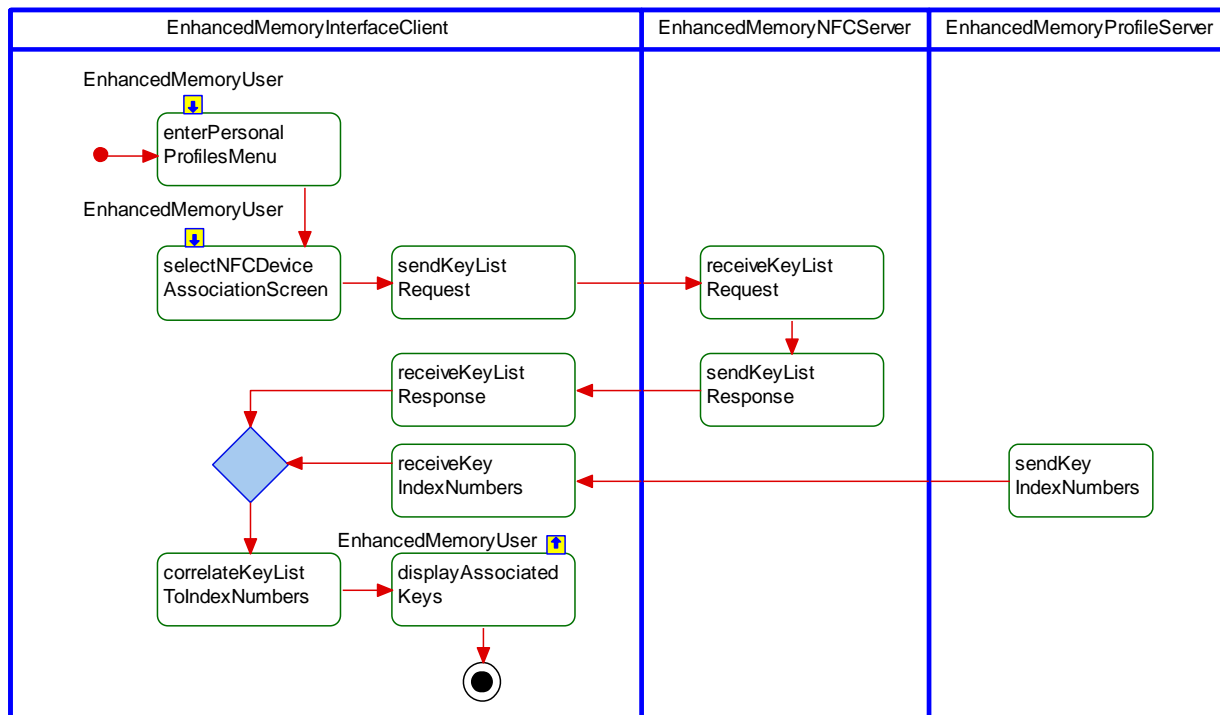 EnhancedMemoryInterfaceClient
EnhancedMemoryNFCServer
EnhancedMemoryProfileServer
EnhancedMemoryUser
enterPersonal
ProfilesMenu
EnhancedMemoryUser
selectNFCDevice
AssociationScreen
sendKeyList
Request
receiveKeyList
Request
receiveKeyList
Response
sendKeyList
Response
receiveKey
IndexNumbers
sendKey
IndexNumbers
EnhancedMemoryUser
correlateKeyList
ToIndexNumbers
displayAssociated
Keys